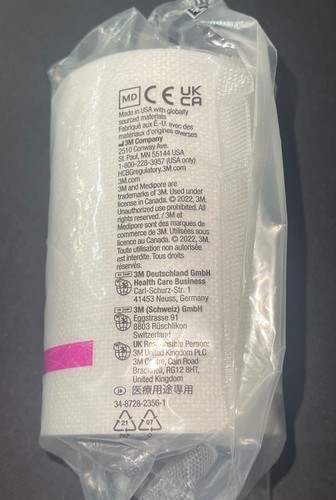 MD CE UK CA
Made in USA with globally
sourced materials
Fabriqué aux É.-U. avec des
matériaux d'origines diverses
3M Company
2510 Conway Ave.
St. Paul, MN 55144 USA
1-800-228-3957 (USA only)
HCBGregulatory.3M.com
3M.com
3M and Medipore are
trademarks of 3M. Used under
license in Canada. © 2022, 3M.
Unauthorized use prohibited. All
rights reserved. / 3M et
Medipore sont des marques de
commerce de 3M. Utilisées sous
licence au Canada. © 2022, 3M.
Toute utilisation non autorisée
est interdite. Tous droits
réservés.
3M Deutschland GmbH
Health Care Business
Carl-Schurz-Str. 1
41453 Neuss, Germany
3M (Schweiz) GmbH
Eggstrasse 91
8803 Rüschlikon
Switzerland
UK Responsible Person:
3M United Kingdom PLC
3M Centre, Cain Road
Bracknell, RG12 8HT,
United Kingdom
医療用途専用
34-8728-2356-1
21 07
PAP O